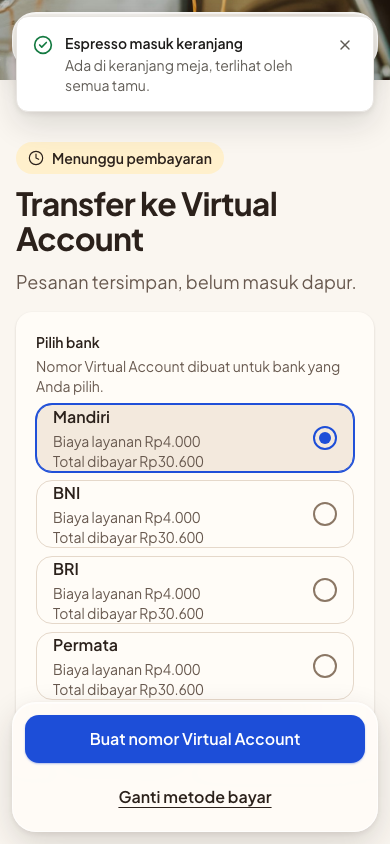 Espresso masuk keranjang
Ada di keranjang meja, terlihat oleh
semua tamu.
Menunggu pembayaran
Transfer ke Virtual
Account
Pesanan tersimpan, belum masuk dapur.
Pilih bank
Nomor Virtual Account dibuat untuk bank yang
Anda pilih.
Mandiri
Biaya layanan Rp4.000
Total dibayar Rp30.600
BNI
Biaya layanan Rp4.000
Total dibayar Rp30.600
BRI
Biaya layanan Rp4.000
Total dibayar Rp30.600
Permata
Biaya layanan Rp4.000
Total dibayar Rp30.600
Buat nomor Virtual Account
Ganti metode bayar